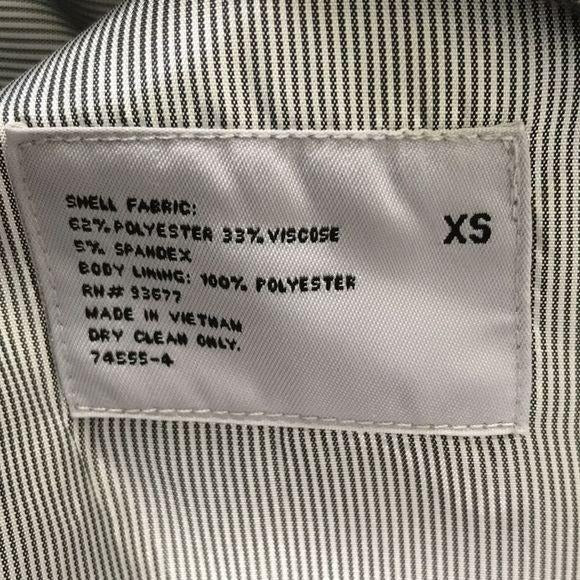 SHELL FABRIC:
62% POLYESTER 33% VISCOSE
5% SPANDEX
BODY LINING: 100% POLYESTER
RN# 93677
MADE IN VIETNAM
DRY CLEAN ONLY.
74555-4
XS